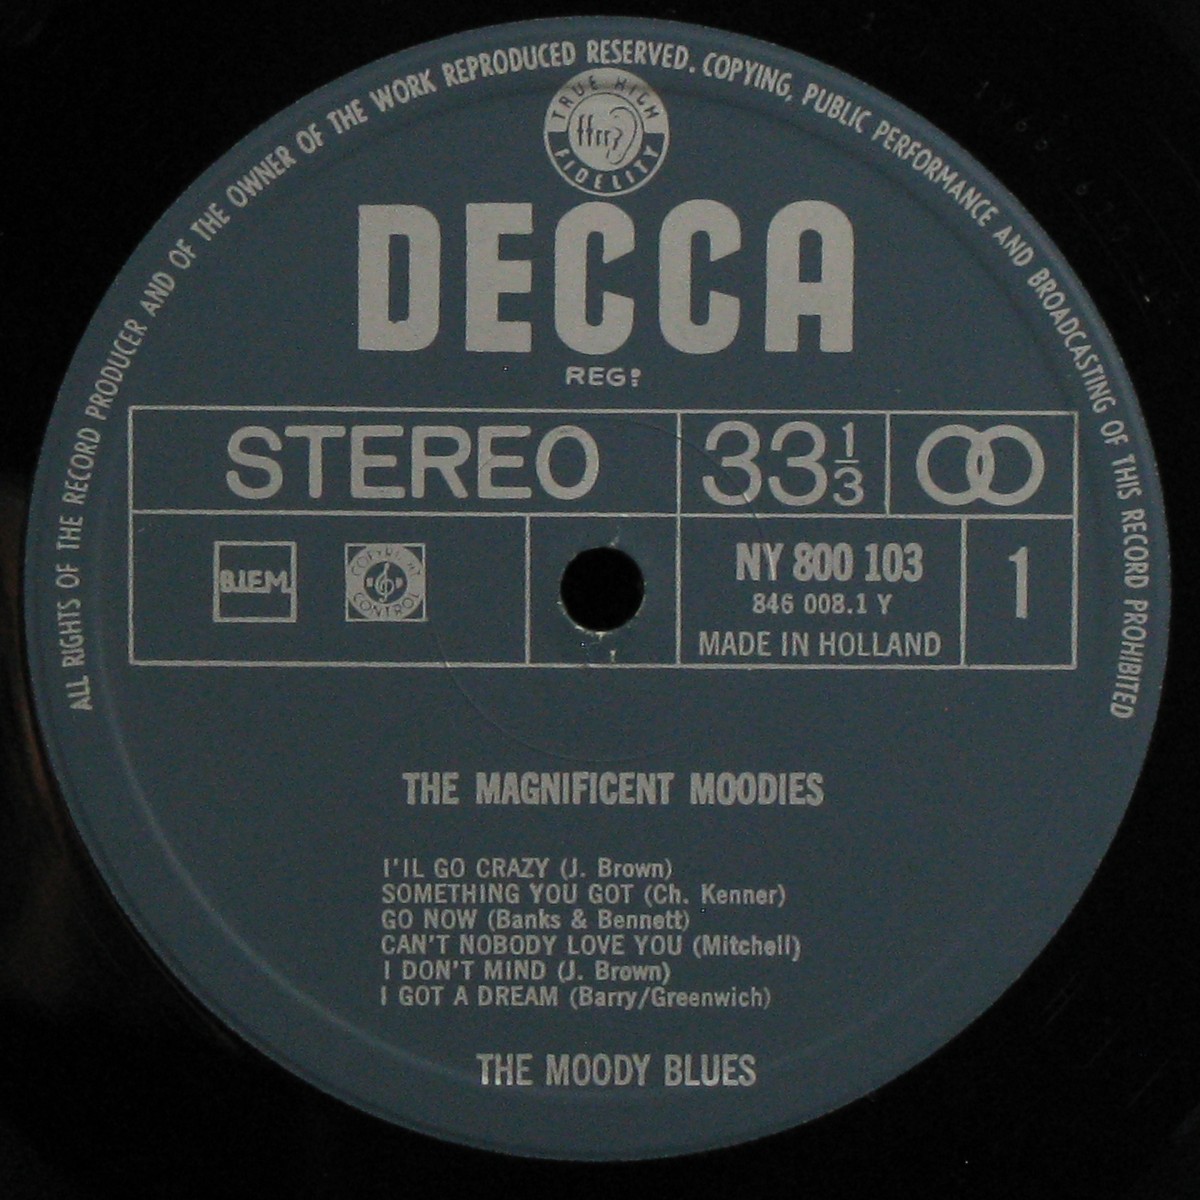 ALL RIGHTS OF THE RECORD PRODUCER AND OF THE OWNER OF THE WORK REPRODUCED RESERVED. COPYING, PUBLIC PERFORMANCE AND BROADCASTING OF THIS RECORD PROHIBITED
TRUE HIGH
ffrr
FIDELITY
DECCA
REGD
STEREO
33 1/3
B.I.E.M.
COPYRIGHT
CONTROL
NY 800 103
846 008.1 Y
MADE IN HOLLAND
1
THE MAGNIFICENT MOODIES
I'IL GO CRAZY (J. Brown)
SOMETHING YOU GOT (Ch. Kenner)
GO NOW (Banks & Bennett)
CAN'T NOBODY LOVE YOU (Mitchell)
I DON'T MIND (J. Brown)
I GOT A DREAM (Barry/Greenwich)
THE MOODY BLUES